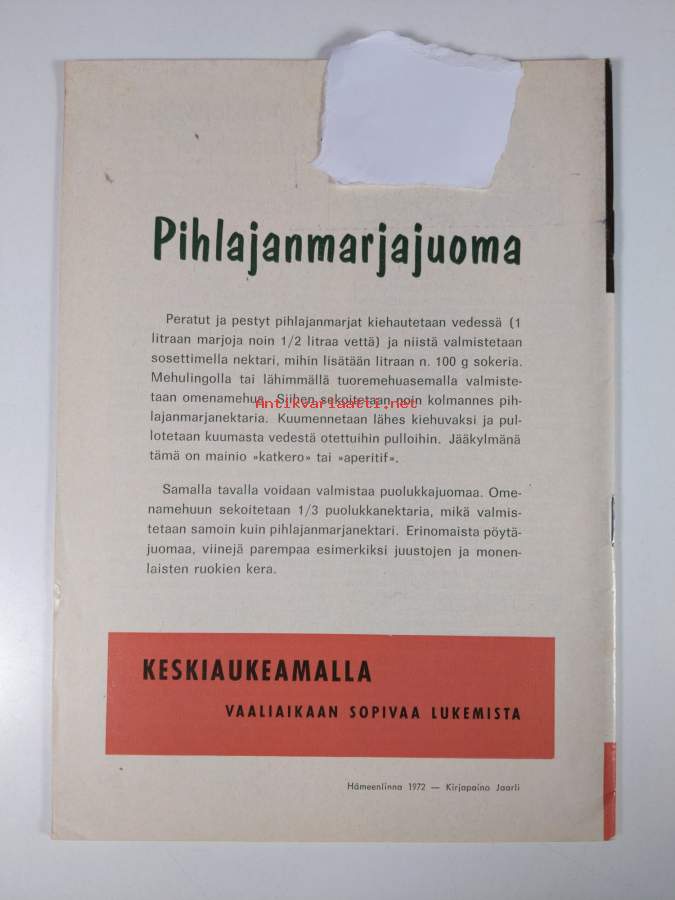 Pihlajanmarjajuoma
Peratut ja pestyt pihlajanmarjat kiehautetaan vedessä (1
litraan marjoja noin 1/2 litraa vettä) ja niistä valmistetaan
sosettimella nektari, mihin lisätään litraan n. 100 g sokeria.
Mehulingolla tai lähimmällä tuoremehuasemalla valmiste-
taan omenamehua. Siihen sekoitetaan noin kolmannes pih-
Antikvariaatti.net
lajanmarjanektaria. Kuumennetaan lähes kiehuvaksi ja pul-
lotetaan kuumasta vedestä otettuihin pulloihin. Jääkylmänä
tämä on mainio »katkero» tai »aperitif».
Samalla tavalla voidaan valmistaa puolukkajuomaa. Ome-
namehuun sekoitetaan 1/3 puolukkanektaria, mikä valmis-
tetaan samoin kuin pihlajanmarjanektari. Erinomaista pöytä-
juomaa, viinejä parempaa esimerkiksi juustojen ja monen-
laisten ruokien kera.
KESKIAUKEAMALLA
VAALIAIKAAN SOPIVAA LUKEMISTA
Hämeenlinna 1972 — Kirjapaino Jaarli